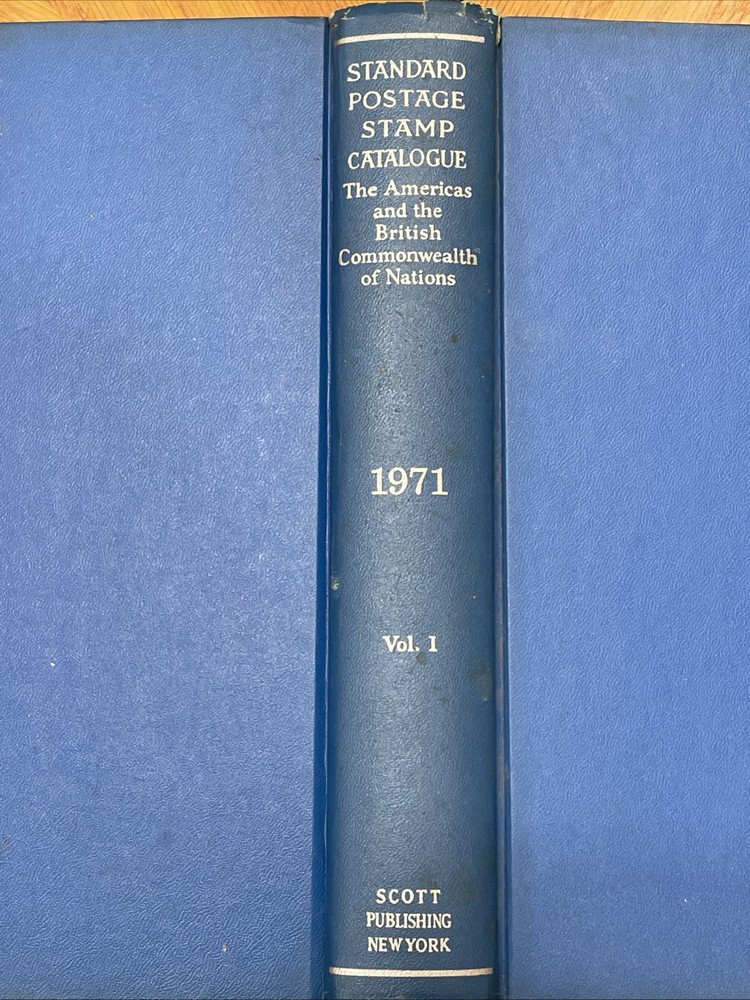 STANDARD
POSTAGE
STAMP
CATALOGUE
The Americas
and the
British
Commonwealth
of Nations
1971
Vol. 1
SCOTT
PUBLISHING
NEW YORK